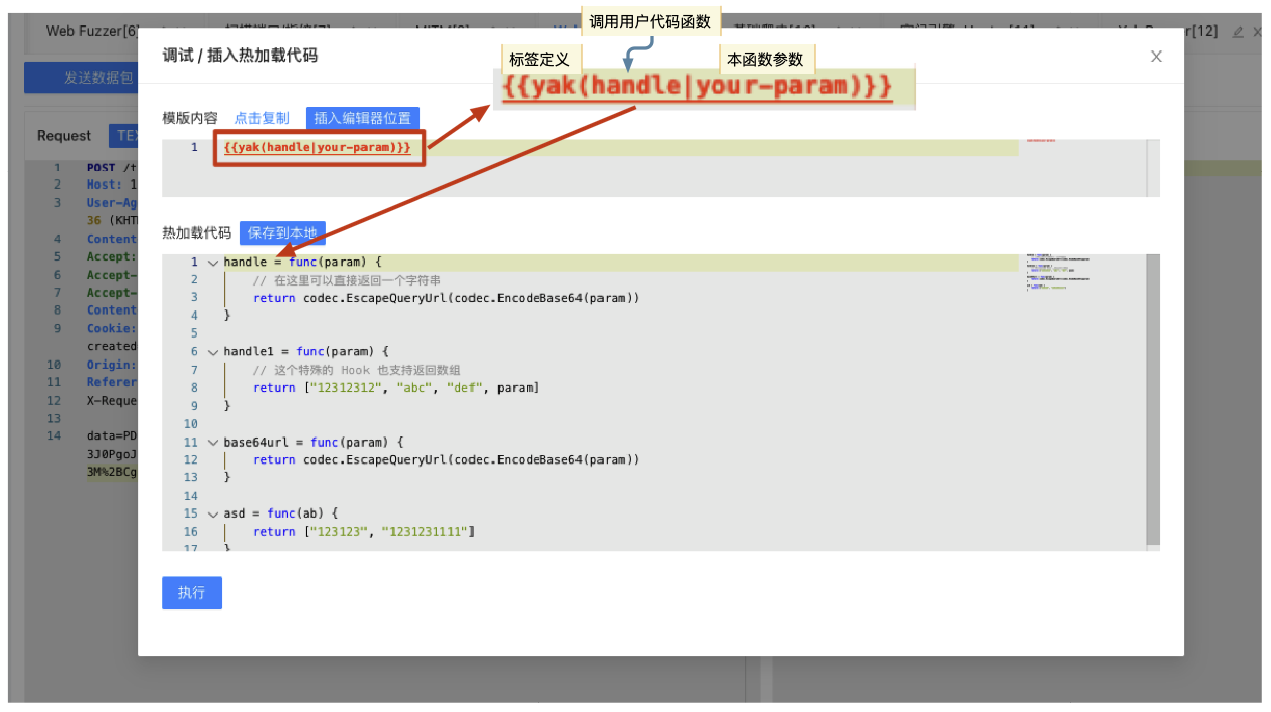 调用用户代码函数
Web Fuzzer[6]
r[12]
调试 / 插入热加载代码
X
标签定义
本函数参数
{{yak(handle|your-param)}}
发送数据包
模版内容 点击复制 插入编辑器位置
Request
1 {{yak(handle|your-param)}}
热加载代码 保存到本地
1 handle = func(param) {
2 // 在这里可以直接返回一个字符串
3 return codec.EscapeQueryUrl(codec.EncodeBase64(param))
4 }
5
6 handle1 = func(param) {
7 // 这个特殊的 Hook 也支持返回数组
8 return ["12312312", "abc", "def", param]
9 }
10
11 base64url = func(param) {
12 return codec.EscapeQueryUrl(codec.EncodeBase64(param))
13 }
14
15 asd = func(ab) {
16 return ["123123", "1231231111"]
17 }
执行
1 POST /t
2 Host: 1
3 User-Ag
36 (KHT
4 Content
5 Accept:
6 Accept-
7 Accept-
8 Content
9 Cookie:
created
10 Origin:
11 Referer
12 X-Reque
13
14 data=PD
3J0PgoJ
3M%2BCg